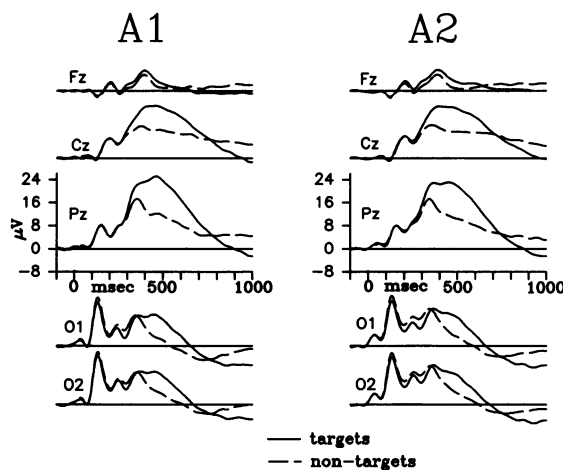 A1 A2
Fz Fz
Cz Cz
24 24
16 16
Pz Pz
8 8
μV
0 0
-8 -8
0 msec 500 1000 0 msec 500 1000
O1 O1
O2 O2
targets
non-targets